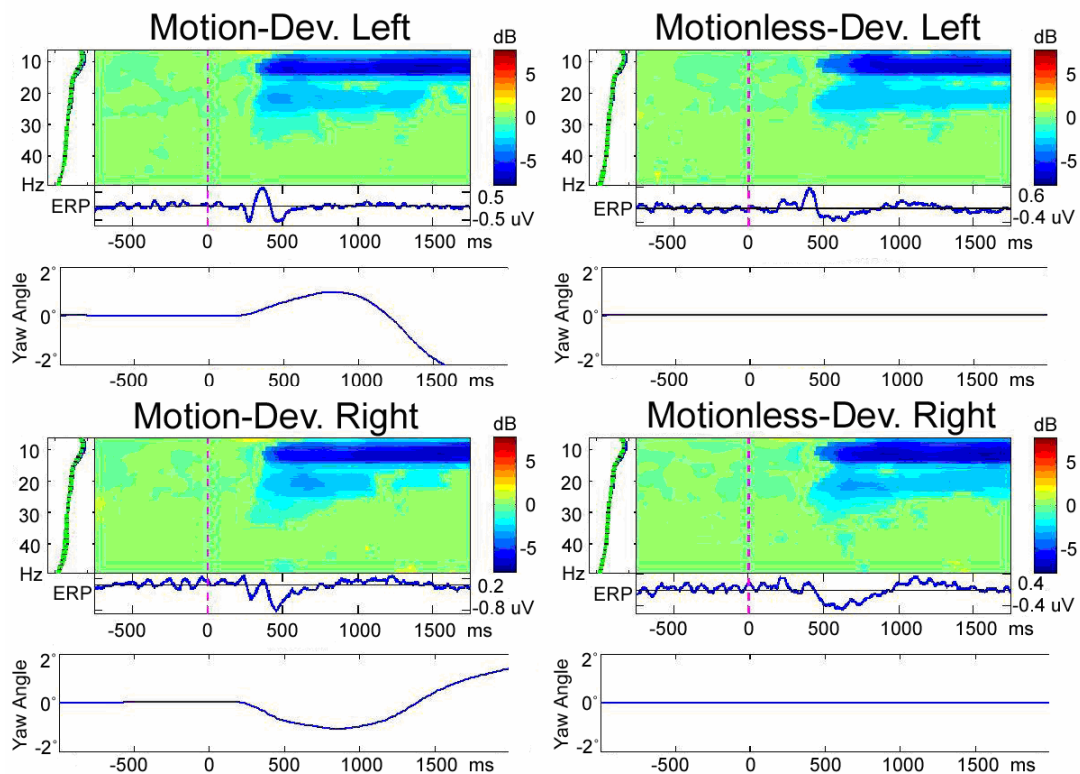 Motion-Dev. Left
dB
10
20
30
40
Hz
5
0
-5
ERP
0.5
-0.5 uV
-500 0 500 1000 1500 ms
Yaw Angle
2°
0°
-2°
-500 0 500 1000 1500 ms
Motionless-Dev. Left
dB
10
20
30
40
Hz
5
0
-5
ERP
0.6
-0.4 uV
-500 0 500 1000 1500 ms
Yaw Angle
2°
0°
-2°
-500 0 500 1000 1500 ms
Motion-Dev. Right
dB
10
20
30
40
Hz
5
0
-5
ERP
0.2
-0.8 uV
-500 0 500 1000 1500 ms
Yaw Angle
2°
0°
-2°
-500 0 500 1000 1500 ms
Motionless-Dev. Right
dB
10
20
30
40
Hz
5
0
-5
ERP
0.4
-0.4 uV
-500 0 500 1000 1500 ms
Yaw Angle
2°
0°
-2°
-500 0 500 1000 1500 ms